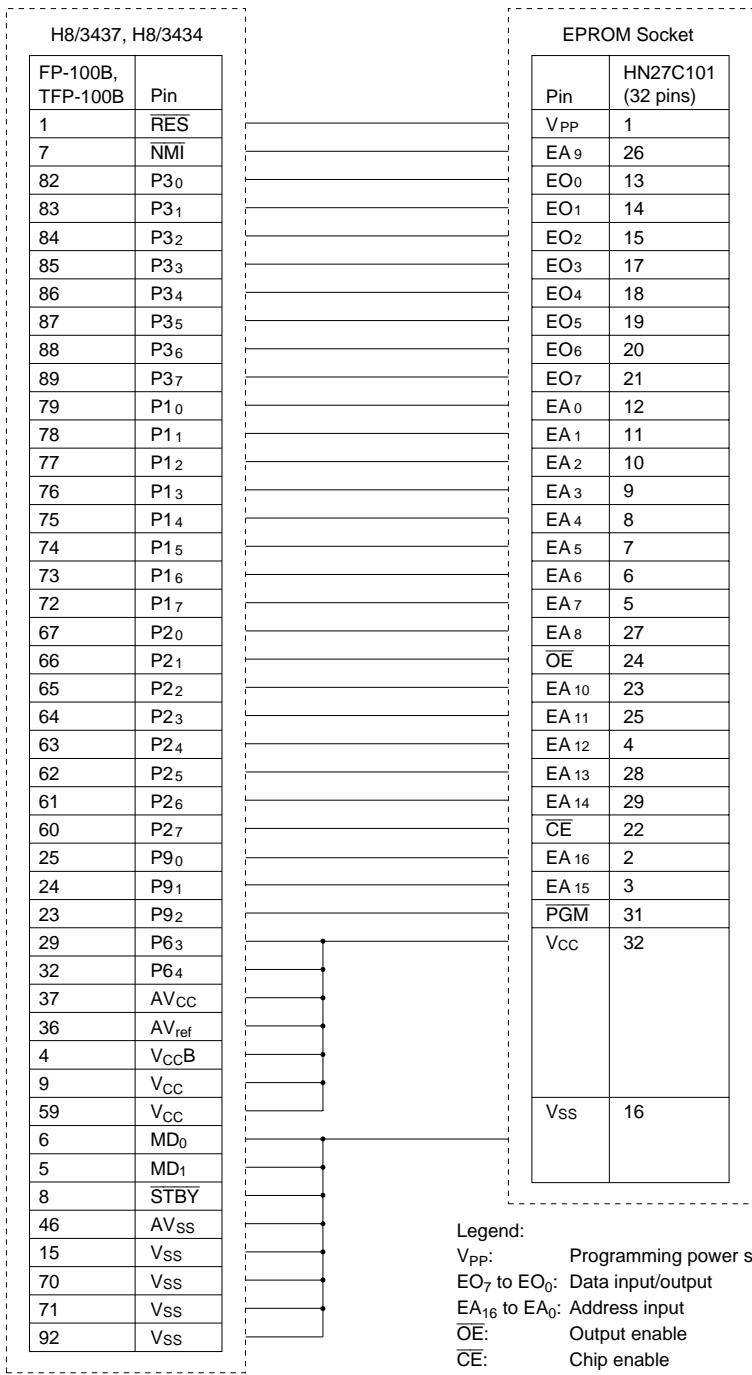 H8/3437, H8/3434 EPROM Socket
FP-100B, TFP-100B Pin Pin HN27C101 (32 pins)
1 R̅E̅S̅ VPP 1
7 N̅M̅I̅ EA9 26
82 P30 EO0 13
83 P31 EO1 14
84 P32 EO2 15
85 P33 EO3 17
86 P34 EO4 18
87 P35 EO5 19
88 P36 EO6 20
89 P37 EO7 21
79 P10 EA0 12
78 P11 EA1 11
77 P12 EA2 10
76 P13 EA3 9
75 P14 EA4 8
74 P15 EA5 7
73 P16 EA6 6
72 P17 EA7 5
67 P20 EA8 27
66 P21 O̅E̅ 24
65 P22 EA10 23
64 P23 EA11 25
63 P24 EA12 4
62 P25 EA13 28
61 P26 EA14 29
60 P27 C̅E̅ 22
25 P90 EA16 2
24 P91 EA15 3
23 P92 P̅G̅M̅ 31
29 P63 VCC 32
32 P64
37 AVCC
36 AVref
4 VCCB
9 VCC
59 VCC VSS 16
6 MD0
5 MD1
8 S̅T̅B̅Y̅
46 AVSS
15 VSS
70 VSS
71 VSS
92 VSS
Legend:
VPP: Programming power s
EO7 to EO0: Data input/output
EA16 to EA0: Address input
O̅E̅: Output enable
C̅E̅: Chip enable